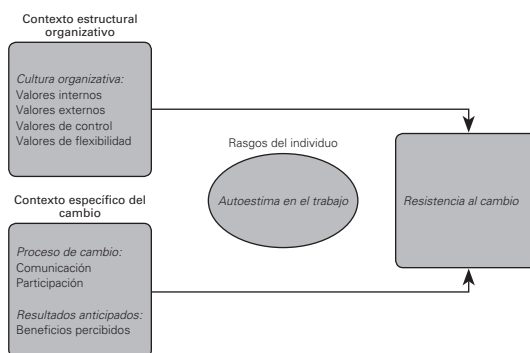 Contexto estructural
organizativo
Cultura organizativa:
Valores internos
Valores externos
Valores de control
Valores de flexibilidad
Rasgos del individuo
Autoestima en el trabajo
Resistencia al cambio
Contexto específico del
cambio
Proceso de cambio:
Comunicación
Participación
Resultados anticipados:
Beneficios percibidos